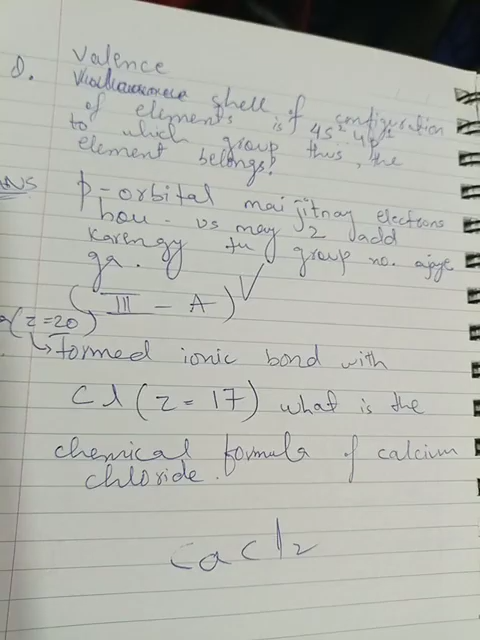 Valence
Q. shell of configuration
of elements is 4s² 4p¹
to which group thus, the
element belongs?
ANS p-orbital mai jitnay electrons
hou - us may 2 add
karengy tu group no. ajaye
ga.
(III - A)
(z=20)
↳ formed ionic bond with
Cl (z = 17) what is the
chemical formula of calcium
chloride.
CaCl2